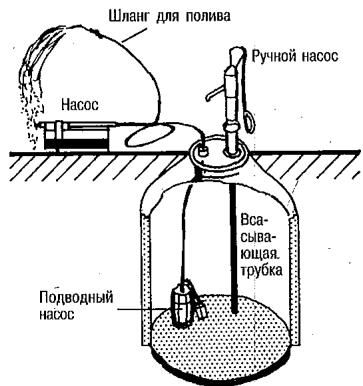 Шланг для полива
Ручной насос
Насос
Вса-
сыва-
ющая.
трубка
Подводный
насос